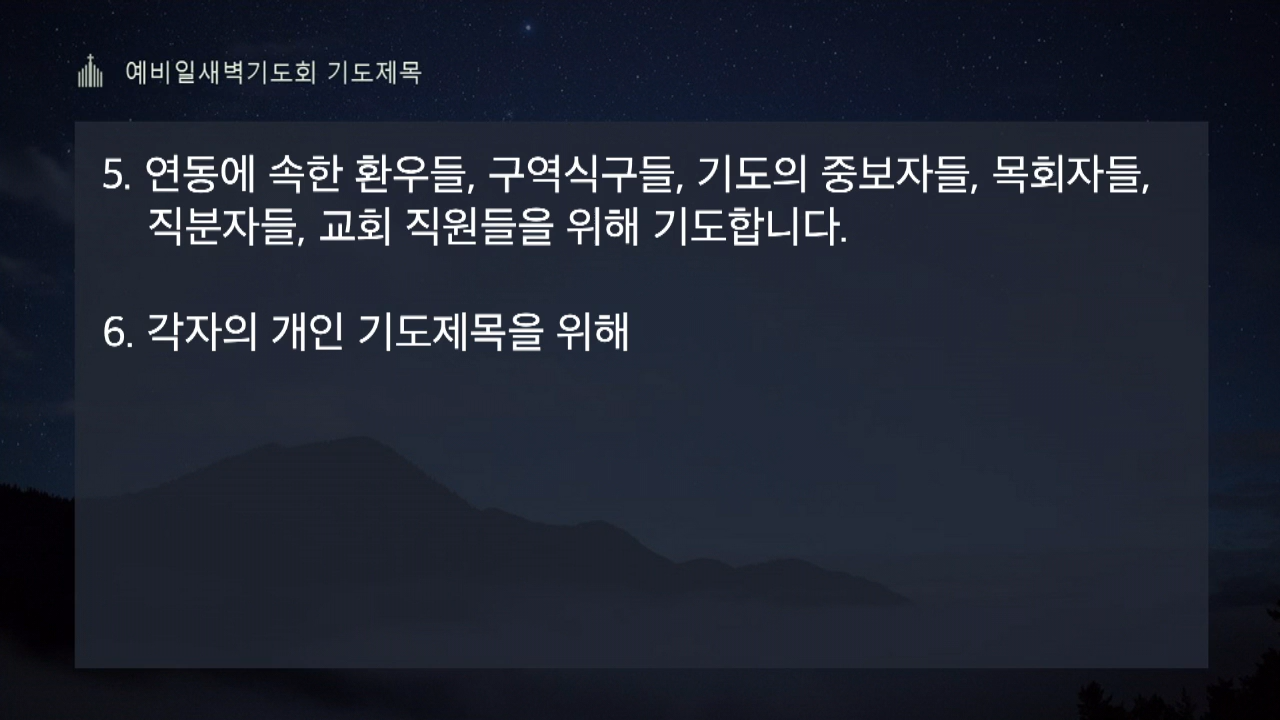 예비일새벽기도회 기도제목
5. 연동에 속한 환우들, 구역식구들, 기도의 중보자들, 목회자들,
직분자들, 교회 직원들을 위해 기도합니다.
6. 각자의 개인 기도제목을 위해